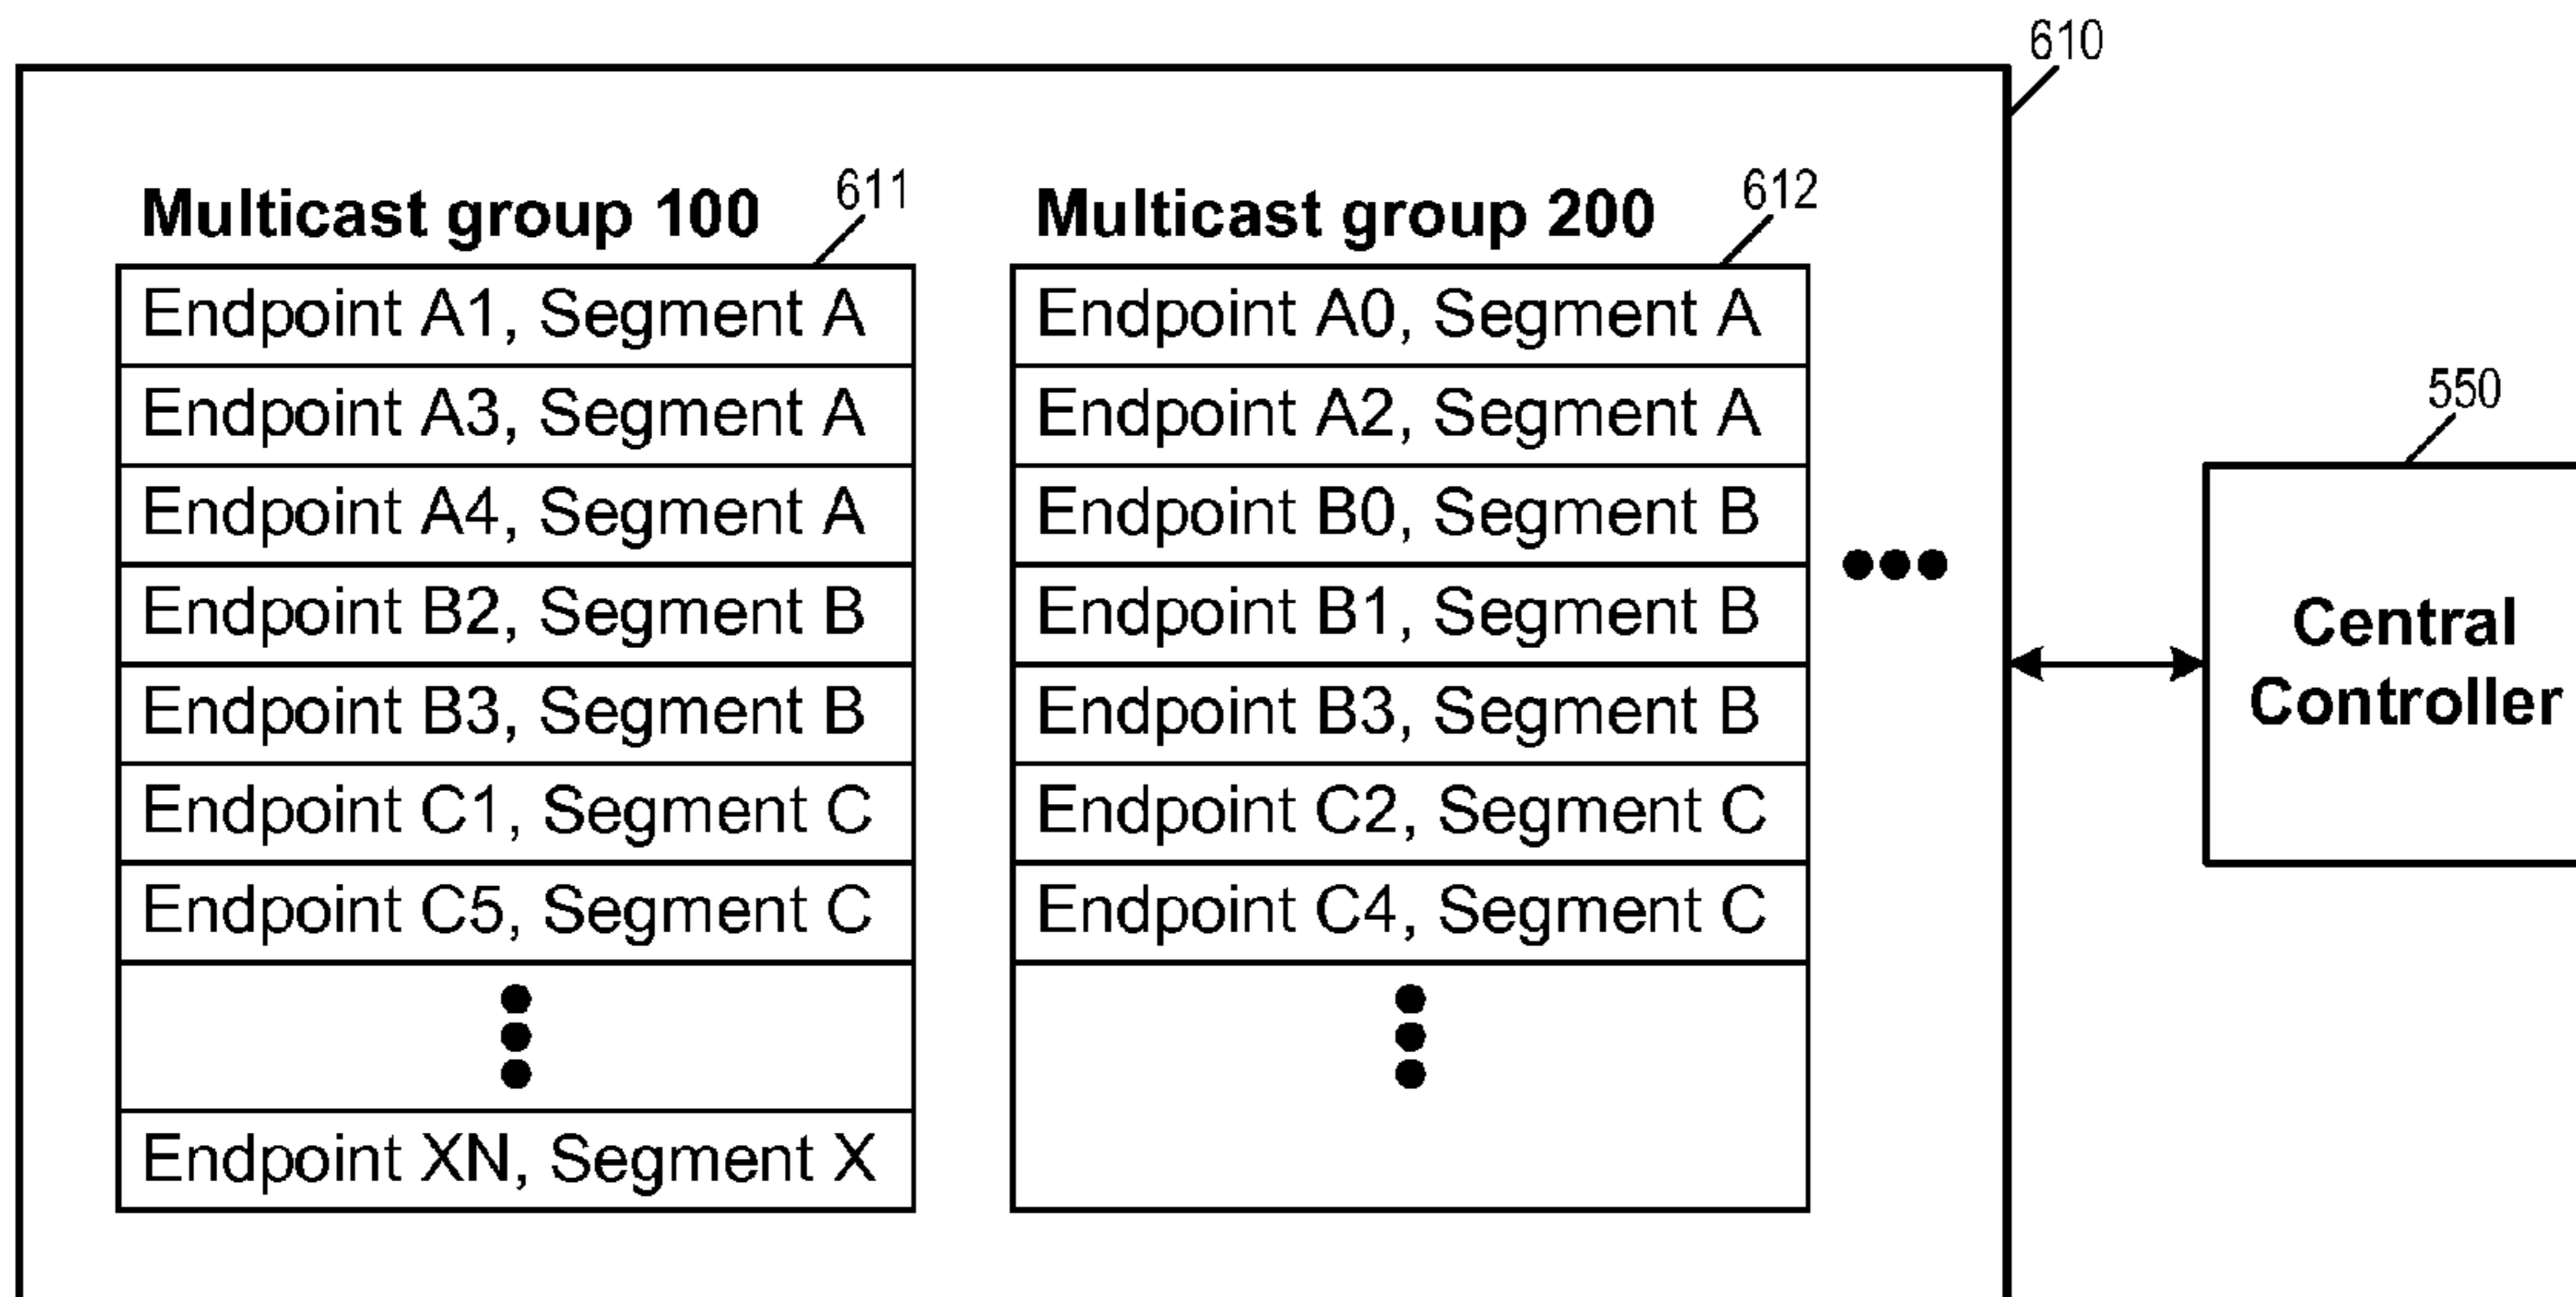 610
Multicast group 100
611
Endpoint A1, Segment A
Endpoint A3, Segment A
Endpoint A4, Segment A
Endpoint B2, Segment B
Endpoint B3, Segment B
Endpoint C1, Segment C
Endpoint C5, Segment C
Endpoint XN, Segment X
Multicast group 200
612
Endpoint A0, Segment A
Endpoint A2, Segment A
Endpoint B0, Segment B
Endpoint B1, Segment B
Endpoint B3, Segment B
Endpoint C2, Segment C
Endpoint C4, Segment C
550
Central
Controller